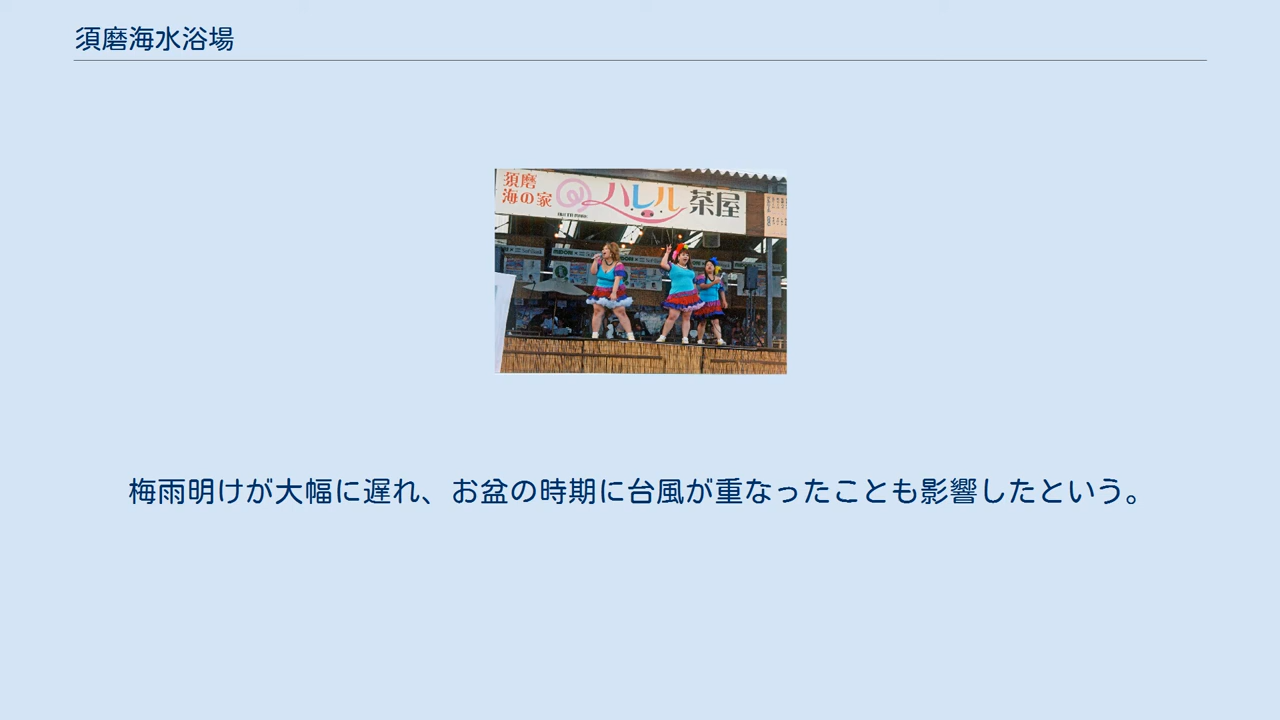 須磨海水浴場
須磨
海の家
ハレル
茶屋
梅雨明けが大幅に遅れ、お盆の時期に台風が重なったことも影響したという。